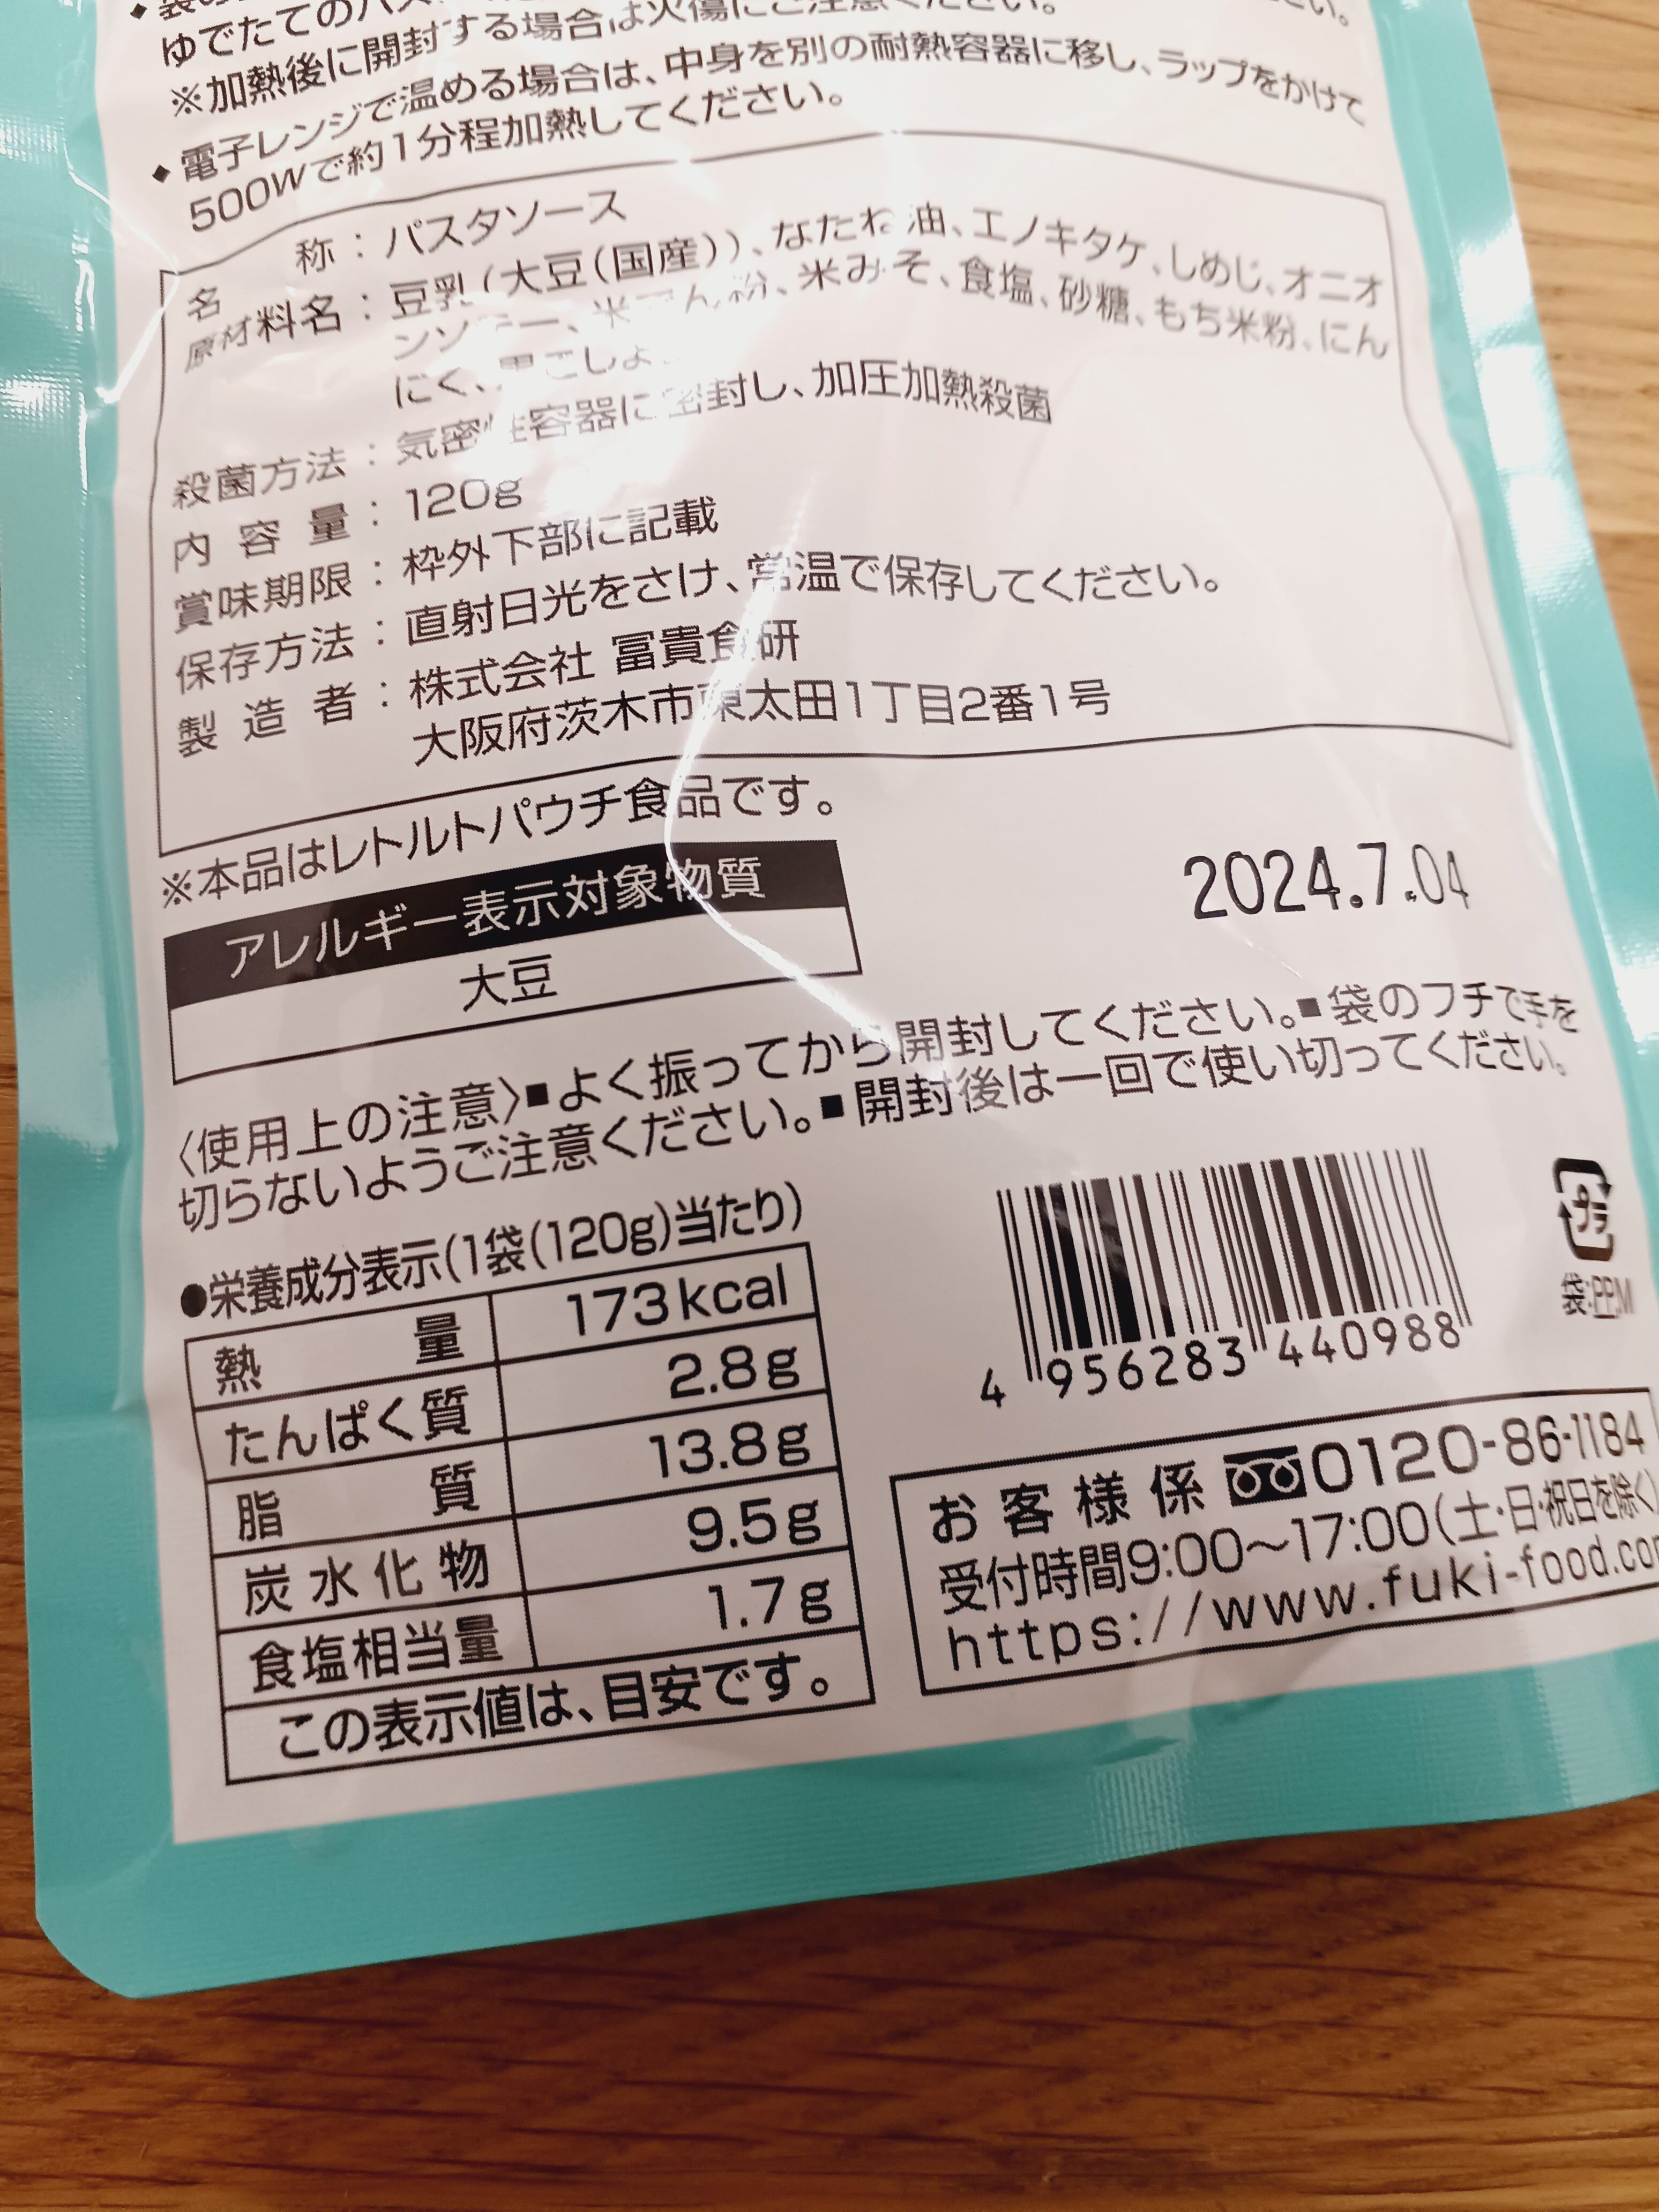 ゆでたての
※加熱後に開封する場合は火傷にご注意ください。
◆電子レンジで温める場合は、中身を別の耐熱容器に移し、ラップをかけて
500Wで約1分程加熱してください。
名称：パスタソース
原材料名：豆乳(大豆(国産))、なたね油、エノキタケ、しめじ、オニオ
ンソテー、米でん粉、米みそ、食塩、砂糖、もち米粉、にん
にく、黒こしょ
殺菌方法：気密性容器に密封し、加圧加熱殺菌
内容量：120g
賞味期限：枠外下部に記載
保存方法：直射日光をさけ、常温で保存してください。
製造者：株式会社 冨貴食研
大阪府茨木市東太田1丁目2番1号
※本品はレトルトパウチ食品です。
アレルギー表示対象物質
大豆
2024.7.04
〈使用上の注意〉■よく振ってから開封してください。■袋のフチで手を
切らないようご注意ください。■開封後は一回で使い切ってください。
●栄養成分表示(1袋(120g)当たり)
熱量 173kcal
たんぱく質 2.8g
脂質 13.8g
炭水化物 9.5g
食塩相当量 1.7g
この表示値は、目安です。
4 956283 440988
プラ
袋:PP,M
お客様係 0120-86-1184
受付時間9:00〜17:00(土・日・祝日を除く)
https://www.fuki-food.com